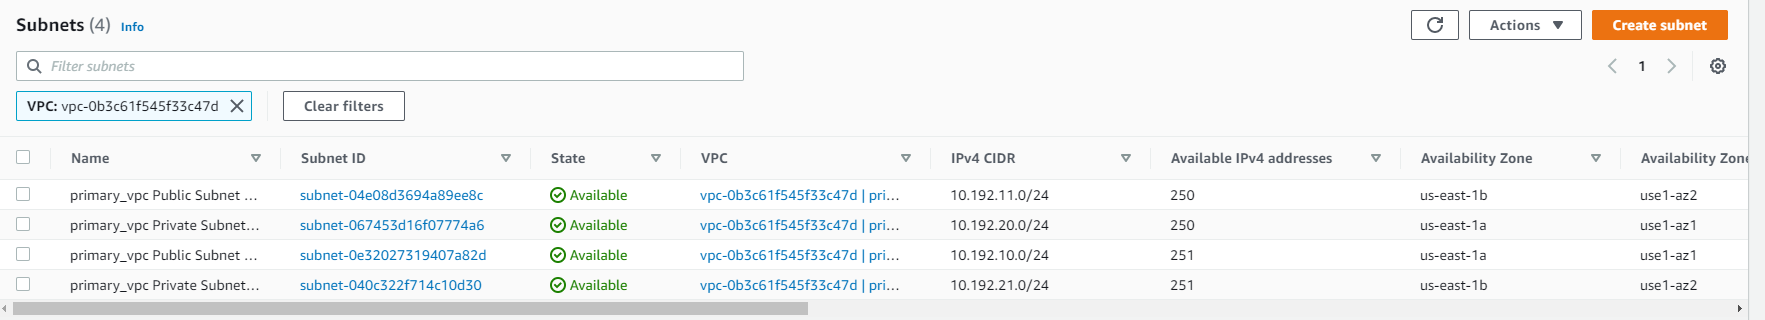 Subnets (4) Info Actions Create subnet
Filter subnets 1
VPC: vpc-0b3c61f545f33c47d Clear filters
Name Subnet ID State VPC IPv4 CIDR Available IPv4 addresses Availability Zone Availability Zone
primary_vpc Public Subnet ... subnet-04e08d3694a89ee8c Available vpc-0b3c61f545f33c47d | pri... 10.192.11.0/24 250 us-east-1b use1-az2
primary_vpc Private Subnet... subnet-067453d16f07774a6 Available vpc-0b3c61f545f33c47d | pri... 10.192.20.0/24 250 us-east-1a use1-az1
primary_vpc Public Subnet ... subnet-0e32027319407a82d Available vpc-0b3c61f545f33c47d | pri... 10.192.10.0/24 251 us-east-1a use1-az1
primary_vpc Private Subnet... subnet-040c322f714c10d30 Available vpc-0b3c61f545f33c47d | pri... 10.192.21.0/24 251 us-east-1b use1-az2